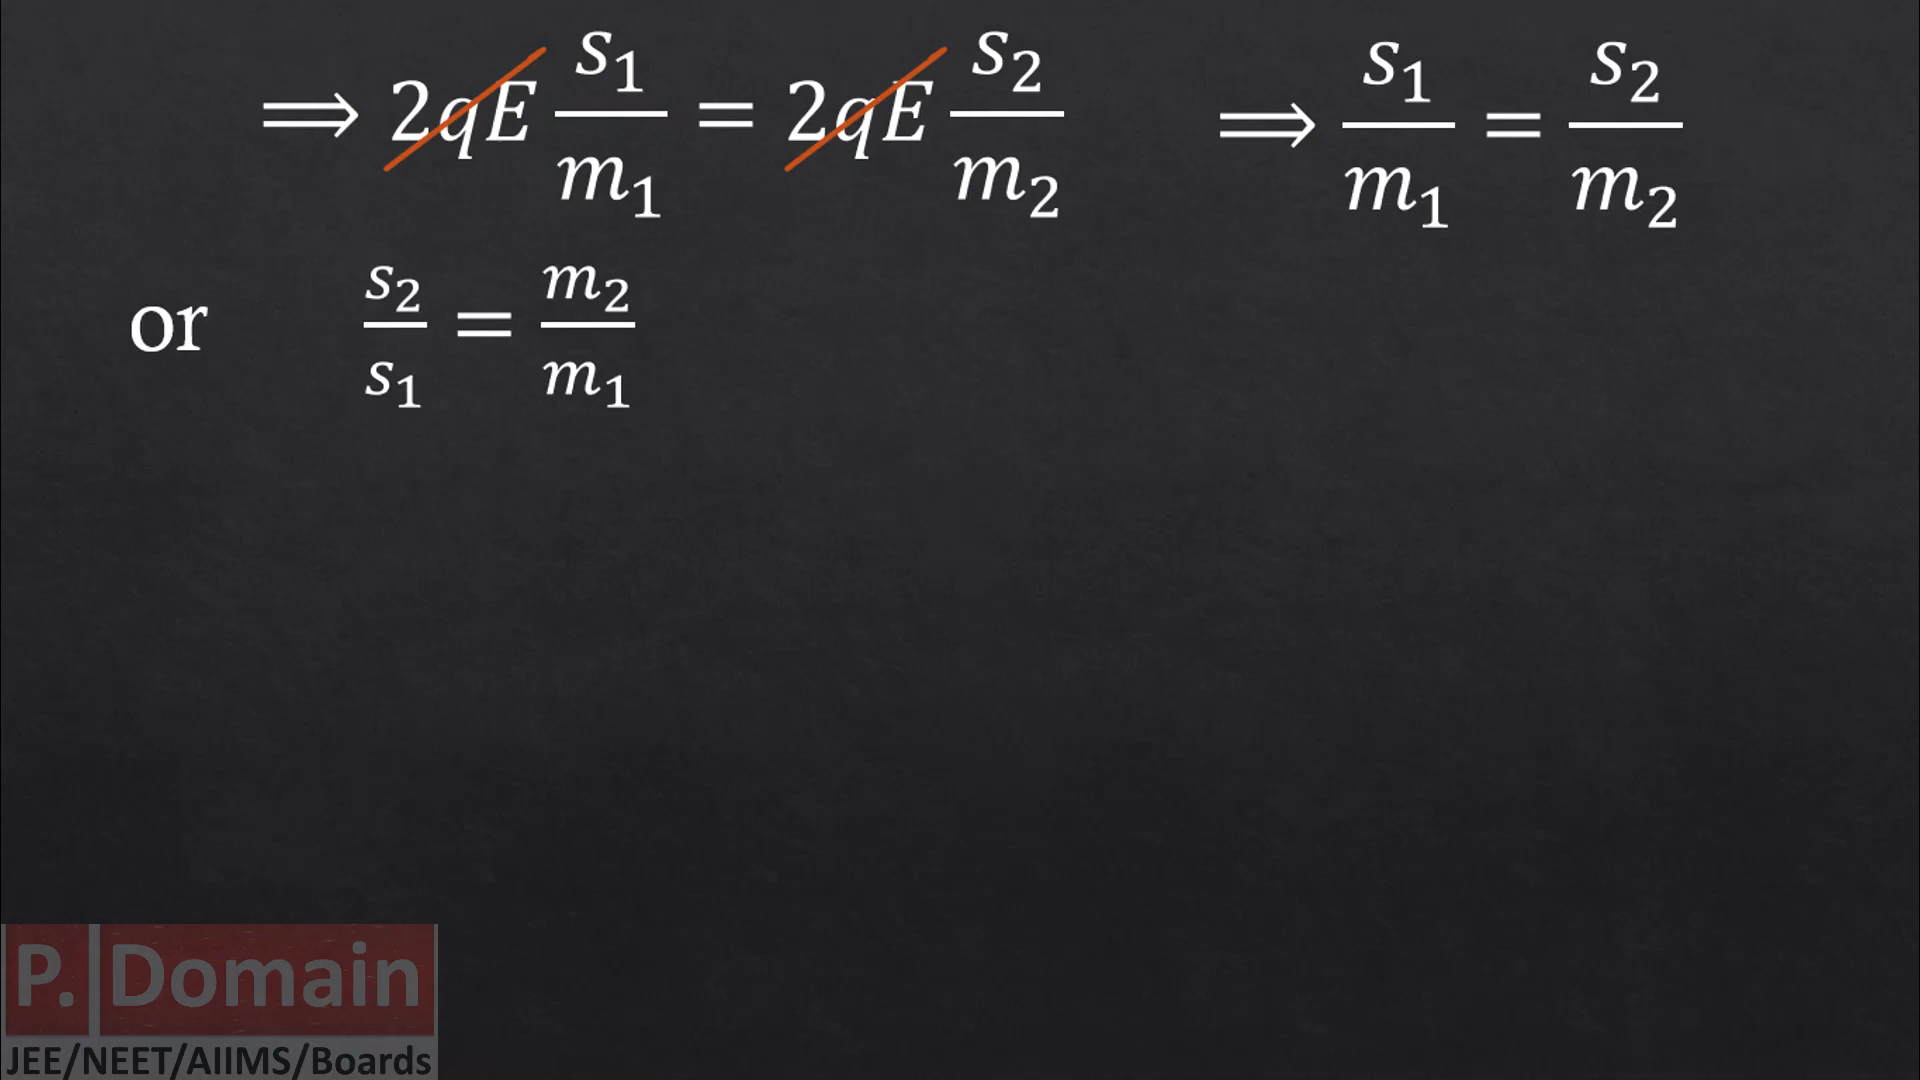 ⟹ 2qE s₁/m₁ = 2qE s₂/m₂ ⟹ s₁/m₁ = s₂/m₂
or s₂/s₁ = m₂/m₁
P. Domain
JEE/NEET/AIIMS/Boards